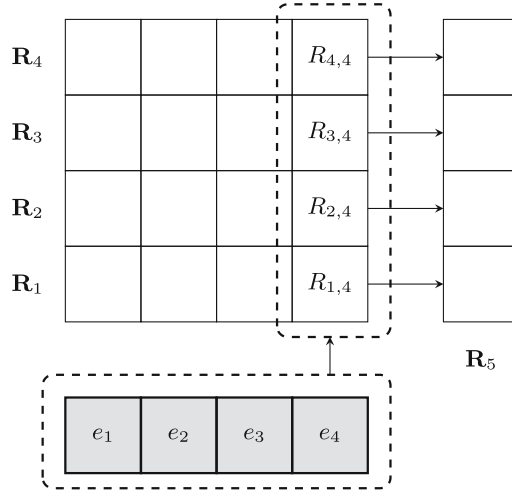 R₄ R₄,₄
R₃ R₃,₄
R₂ R₂,₄
R₁ R₁,₄
R₅
e₁ e₂ e₃ e₄